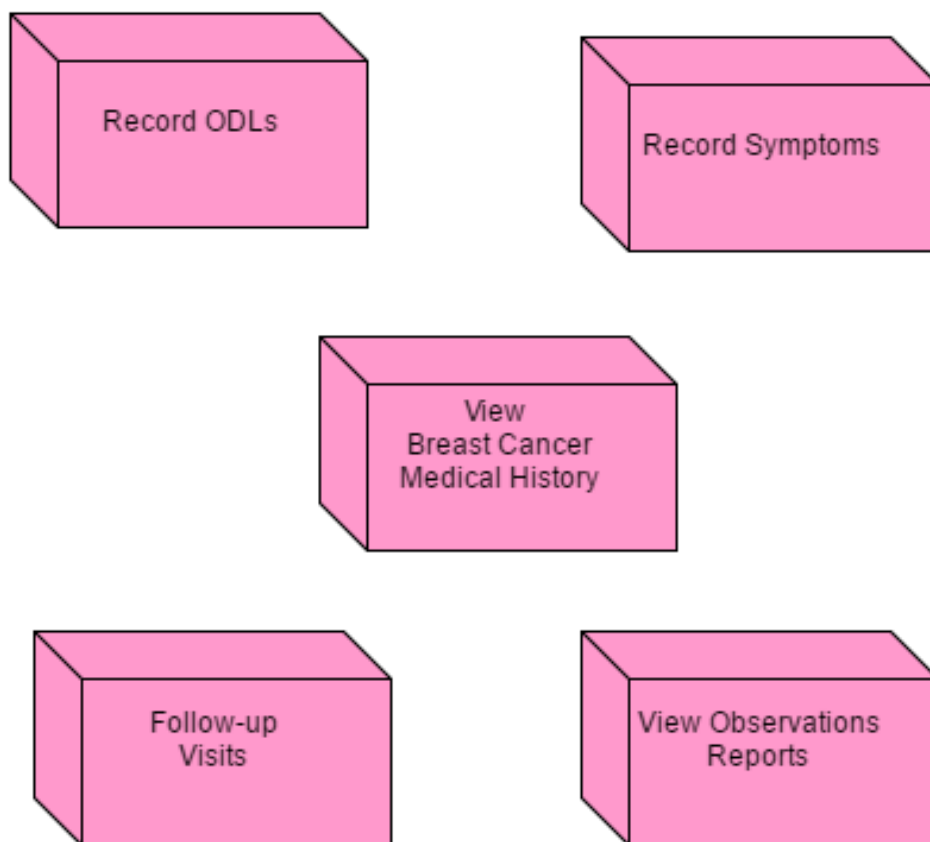 Record ODLs
Record Symptoms
View
Breast Cancer
Medical History
Follow-up
Visits
View Observations
Reports